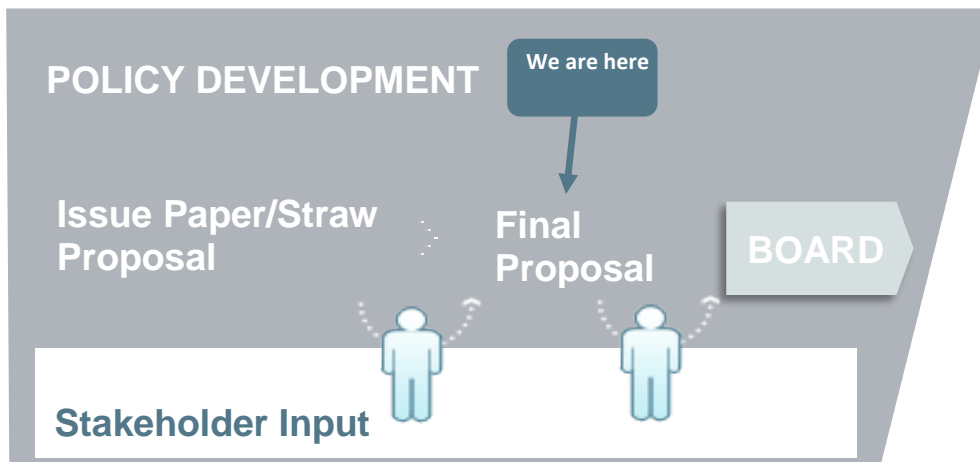 POLICY DEVELOPMENT
We are here
Issue Paper/Straw
Proposal
Final
Proposal
BOARD
Stakeholder Input